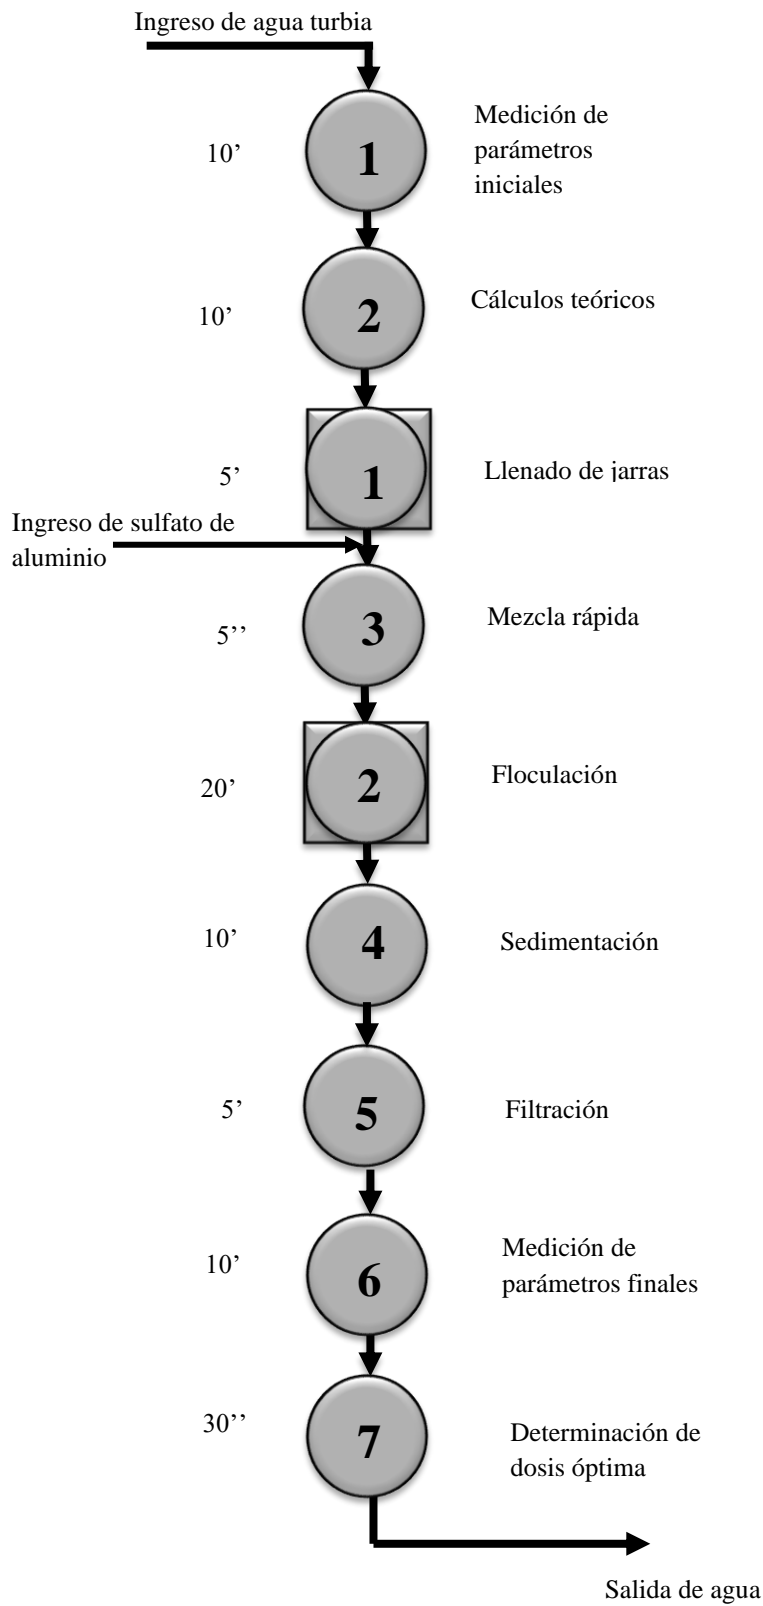 Ingreso de agua turbia
10’
1
Medición de
parámetros
iniciales
10’
2
Cálculos teóricos
5’
1
Llenado de jarras
Ingreso de sulfato de
aluminio
5’’
3
Mezcla rápida
20’
2
Floculación
10’
4
Sedimentación
5’
5
Filtración
10’
6
Medición de
parámetros finales
30’’
7
Determinación de
dosis óptima
Salida de agua